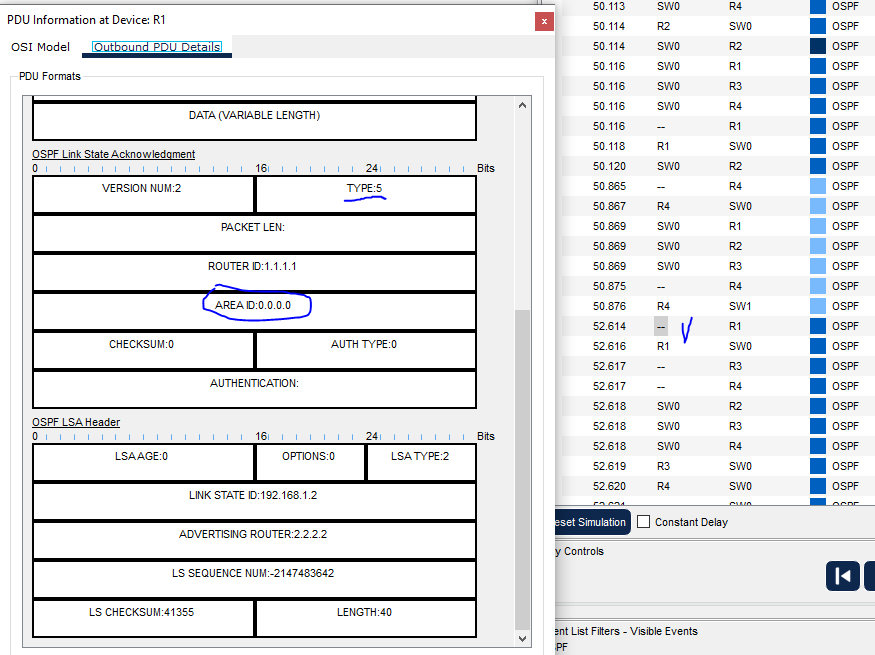 PDU Information at Device: R1
x
OSI Model Outbound PDU Details
PDU Formats
DATA (VARIABLE LENGTH)
OSPF Link State Acknowledgment
0 16 24 Bits
VERSION NUM:2 TYPE:5
PACKET LEN:
ROUTER ID:1.1.1.1
AREA ID:0.0.0.0
CHECKSUM:0 AUTH TYPE:0
AUTHENTICATION:
OSPF LSA Header
0 16 24 Bits
LSA AGE:0 OPTIONS:0 LSA TYPE:2
LINK STATE ID:192.168.1.2
ADVERTISING ROUTER:2.2.2.2
LS SEQUENCE NUM:-2147483642
LS CHECKSUM:41355 LENGTH:40
50.113 SW0 R4 OSPF
50.114 R2 SW0 OSPF
50.114 SW0 R2 OSPF
50.116 SW0 R1 OSPF
50.116 SW0 R3 OSPF
50.116 SW0 R4 OSPF
50.116 -- R1 OSPF
50.118 R1 SW0 OSPF
50.120 SW0 R2 OSPF
50.865 -- R4 OSPF
50.867 R4 SW0 OSPF
50.869 SW0 R1 OSPF
50.869 SW0 R2 OSPF
50.869 SW0 R3 OSPF
50.875 -- R4 OSPF
50.876 R4 SW1 OSPF
52.614 -- R1 OSPF
52.616 R1 SW0 OSPF
52.617 -- R3 OSPF
52.617 -- R4 OSPF
52.618 SW0 R2 OSPF
52.618 SW0 R3 OSPF
52.618 SW0 R4 OSPF
52.619 R3 SW0 OSPF
52.620 R4 SW0 OSPF
eset Simulation Constant Delay
y Controls
ent List Filters - Visible Events
PF